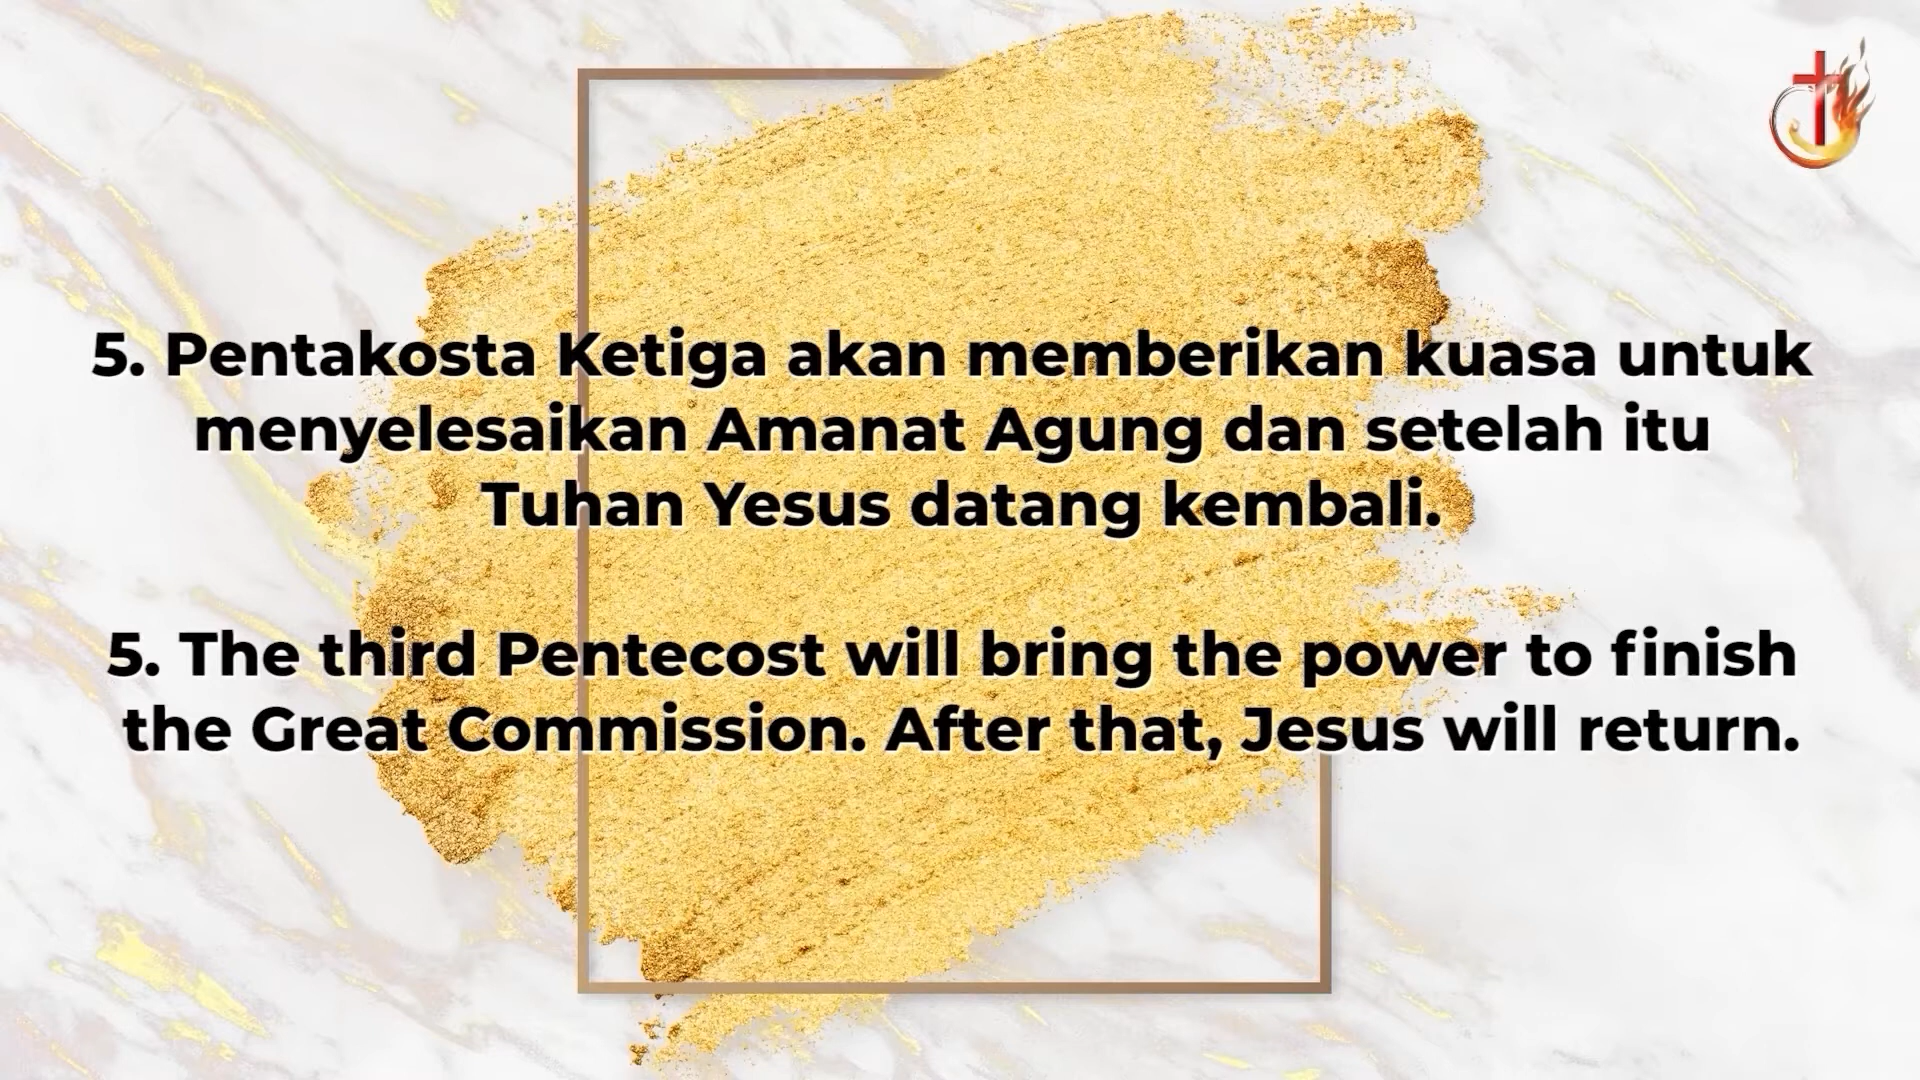 5. Pentakosta Ketiga akan memberikan kuasa untuk
menyelesaikan Amanat Agung dan setelah itu
Tuhan Yesus datang kembali.
5. The third Pentecost will bring the power to finish
the Great Commission. After that, Jesus will return.